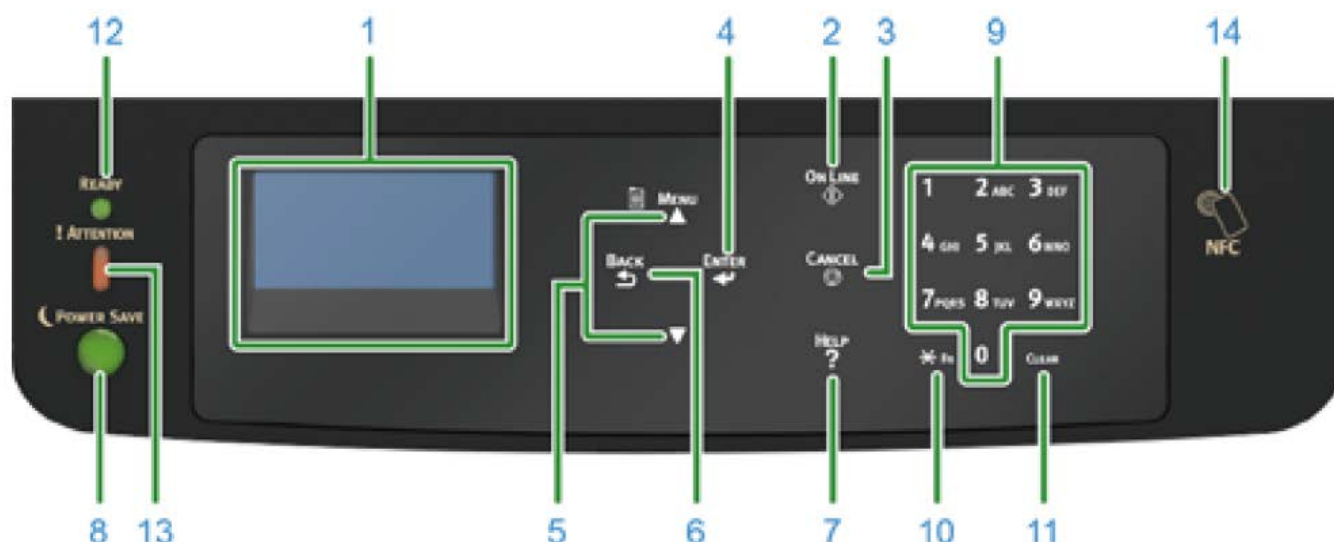 12 1 4 2 3 9 14
READY
! ATTENTION
POWER SAVE
MENU
BACK ENTER
ON LINE
CANCEL
HELP
?
1 2 ABC 3 DEF
4 GHI 5 JKL 6 MNO
7 PQRS 8 TUV 9 WXYZ
* Fn 0 CLEAR
NFC
8 13 5 6 7 10 11